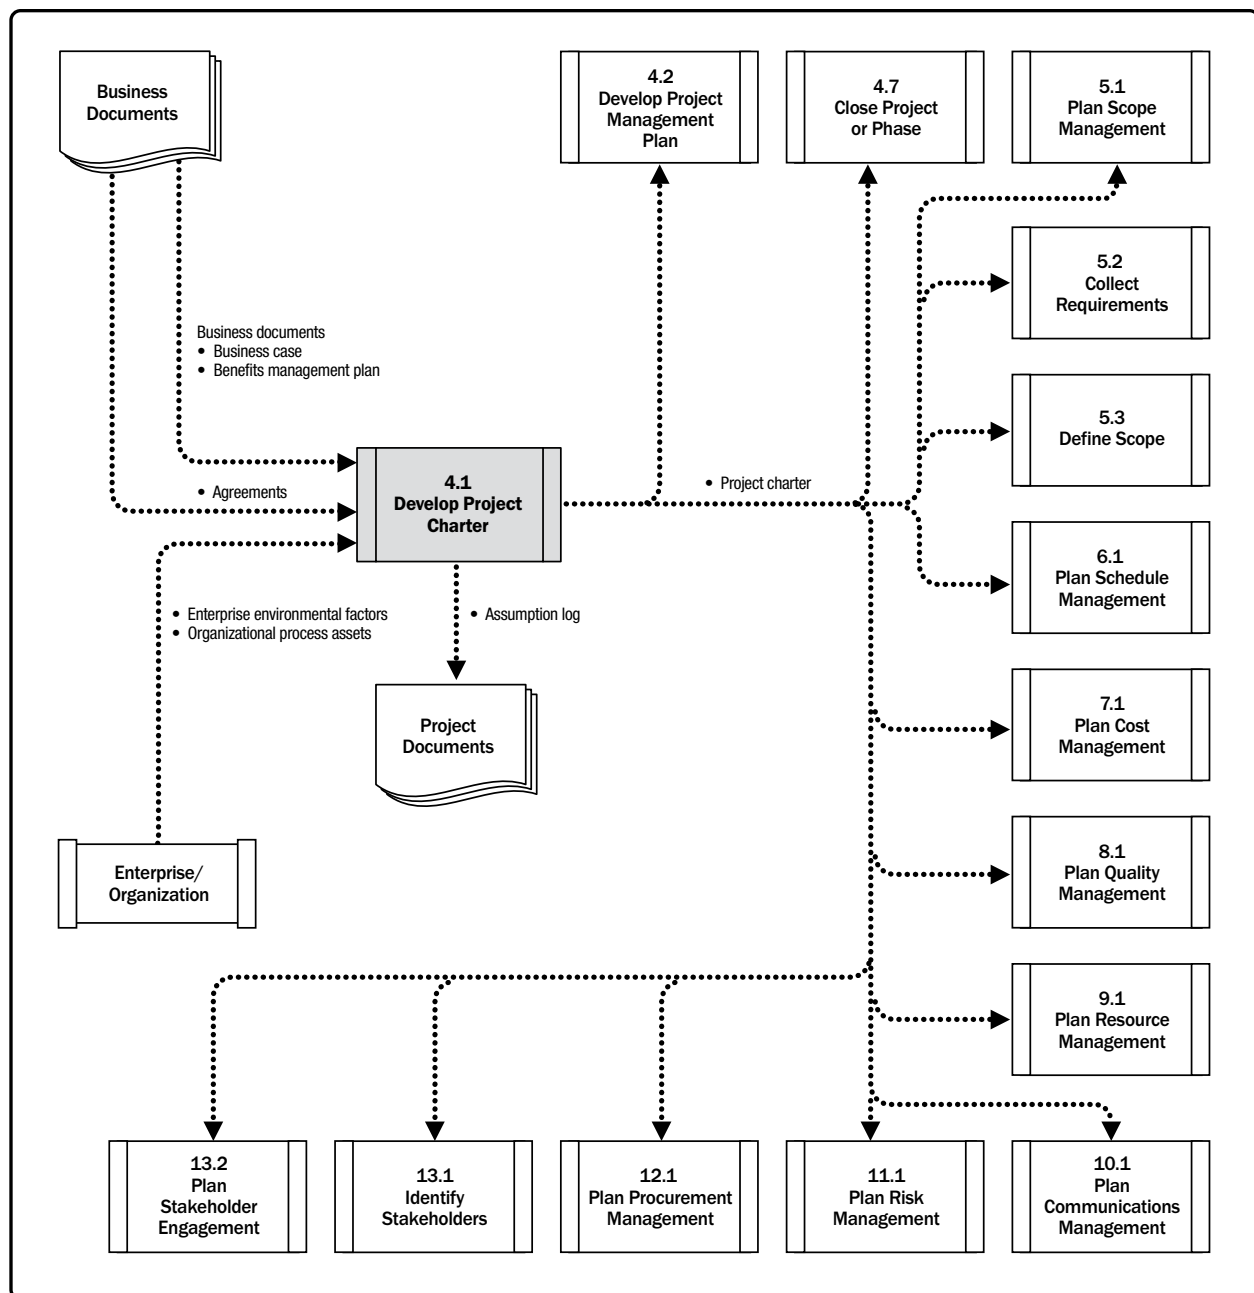 Business
Documents
4.2
Develop Project
Management
Plan
4.7
Close Project
or Phase
5.1
Plan Scope
Management
5.2
Collect
Requirements
Business documents
• Business case
• Benefits management plan
5.3
Define Scope
• Agreements
4.1
Develop Project
Charter
• Project charter
6.1
Plan Schedule
Management
• Enterprise environmental factors
• Organizational process assets
• Assumption log
Project
Documents
7.1
Plan Cost
Management
Enterprise/
Organization
8.1
Plan Quality
Management
9.1
Plan Resource
Management
13.2
Plan
Stakeholder
Engagement
13.1
Identify
Stakeholders
12.1
Plan Procurement
Management
11.1
Plan Risk
Management
10.1
Plan
Communications
Management